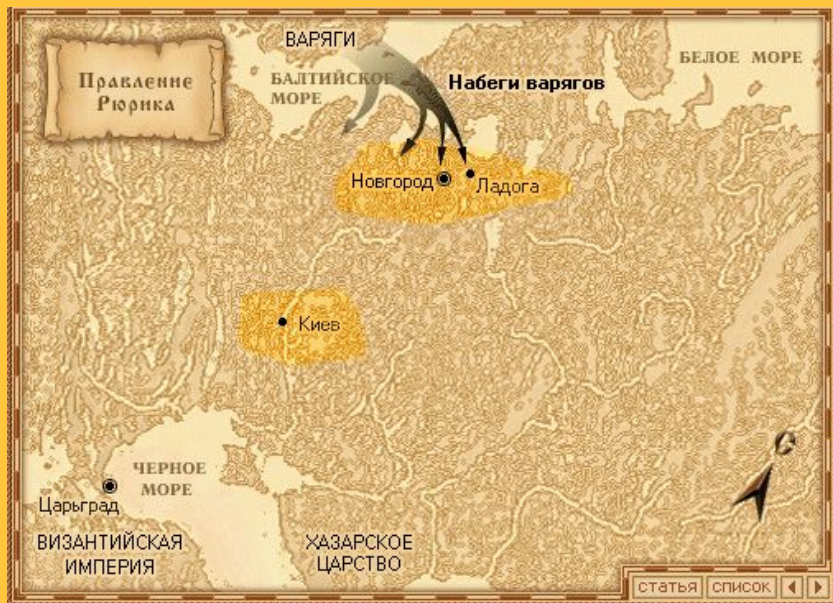 Правление
Рюрика
ВАРЯГИ
БАЛТИЙСКОЕ
МОРЕ
Набеги варягов
БЕЛОЕ МОРЕ
Новгород
Ладога
Киев
ЧЕРНОЕ
МОРЕ
Царьград
ВИЗАНТИЙСКАЯ
ИМПЕРИЯ
ХАЗАРСКОЕ
ЦАРСТВО
С
статья список